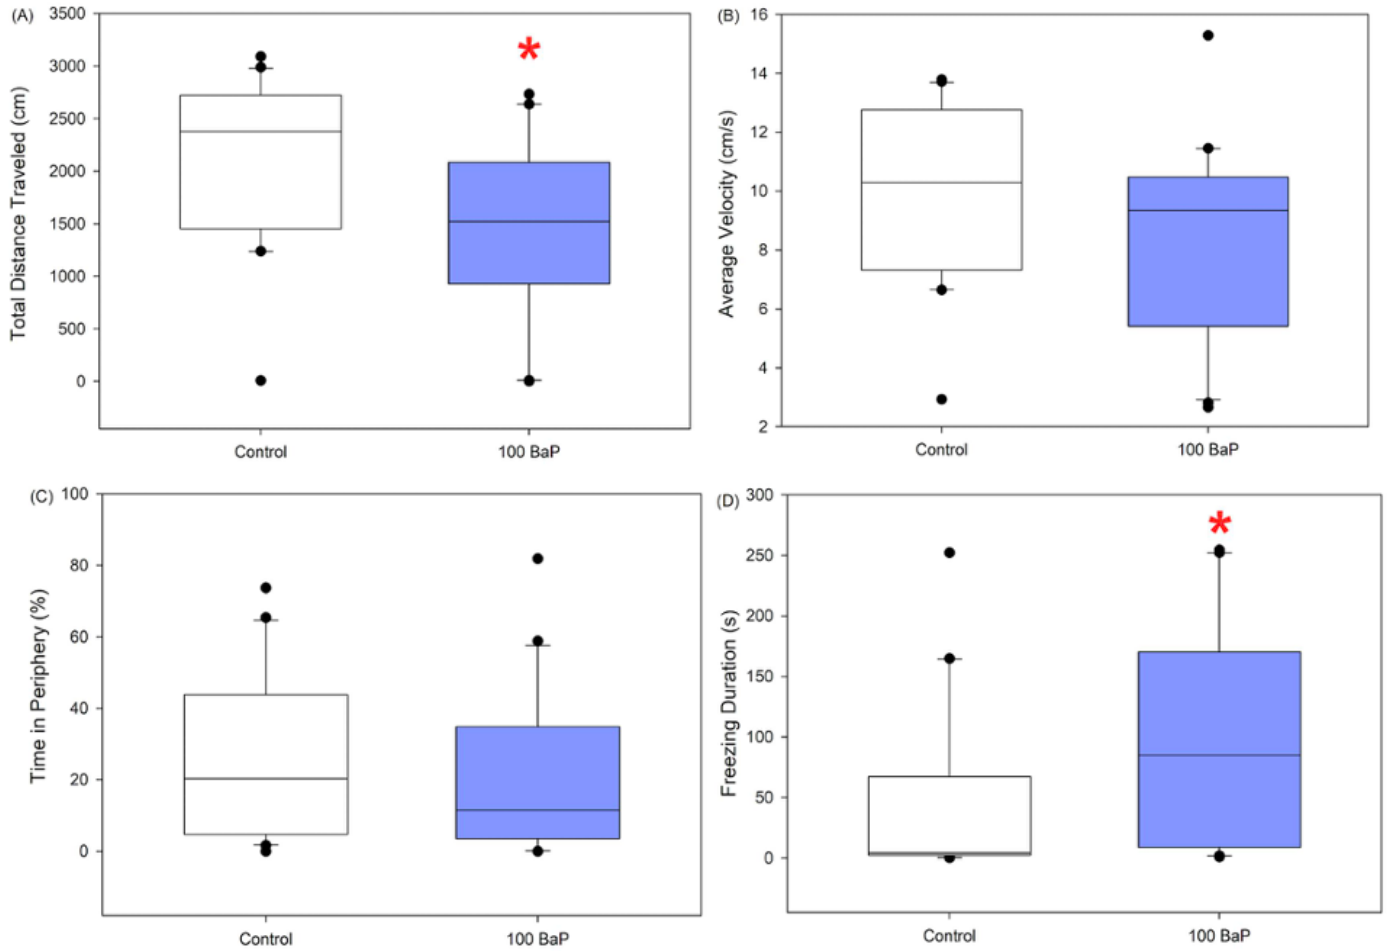 (A)
Total Distance Traveled (cm)
3500
3000
2500
2000
1500
1000
500
0
*
Control
100 BaP
(B)
Average Velocity (cm/s)
16
14
12
10
8
6
4
2
Control
100 BaP
(C)
Time in Periphery (%)
100
80
60
40
20
0
Control
100 BaP
(D)
Freezing Duration (s)
300
250
200
150
100
50
0
*
Control
100 BaP